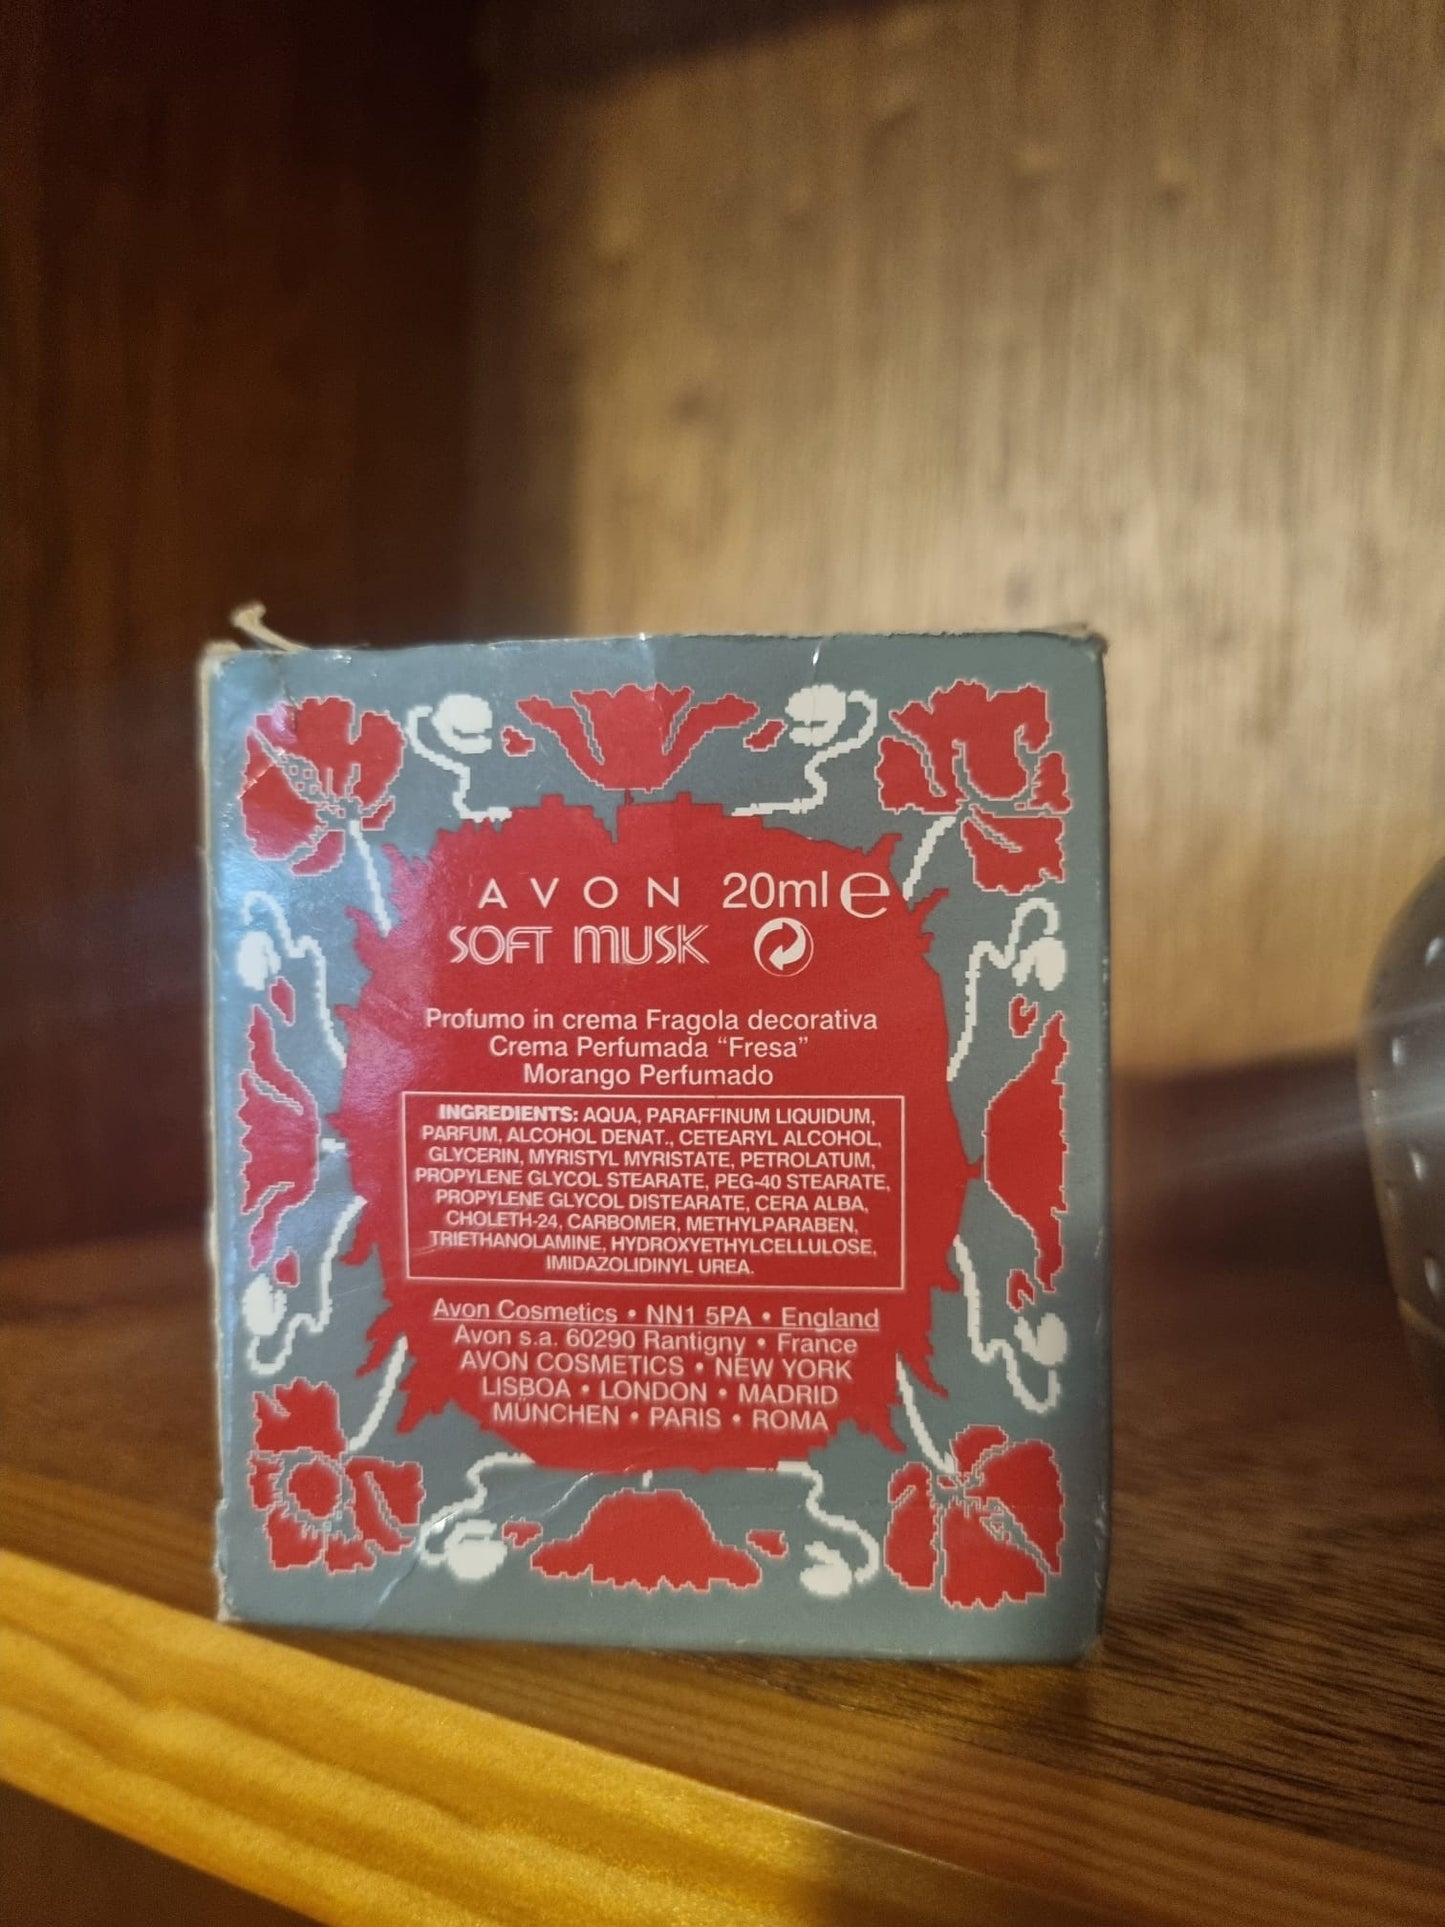 AVON 20ml ℮
SOFT MUSK
Profumo in crema Fragola decorativa
Crema Perfumada “Fresa”
Morango Perfumado
INGREDIENTS: AQUA, PARAFFINUM LIQUIDUM,
PARFUM, ALCOHOL DENAT., CETEARYL ALCOHOL,
GLYCERIN, MYRISTYL MYRISTATE, PETROLATUM,
PROPYLENE GLYCOL STEARATE, PEG-40 STEARATE,
PROPYLENE GLYCOL DISTEARATE, CERA ALBA,
CHOLETH-24, CARBOMER, METHYLPARABEN,
TRIETHANOLAMINE, HYDROXYETHYLCELLULOSE,
IMIDAZOLIDINYL UREA.
Avon Cosmetics • NN1 5PA • England
Avon s.a. 60290 Rantigny • France
AVON COSMETICS • NEW YORK
LISBOA • LONDON • MADRID
MÜNCHEN • PARIS • ROMA